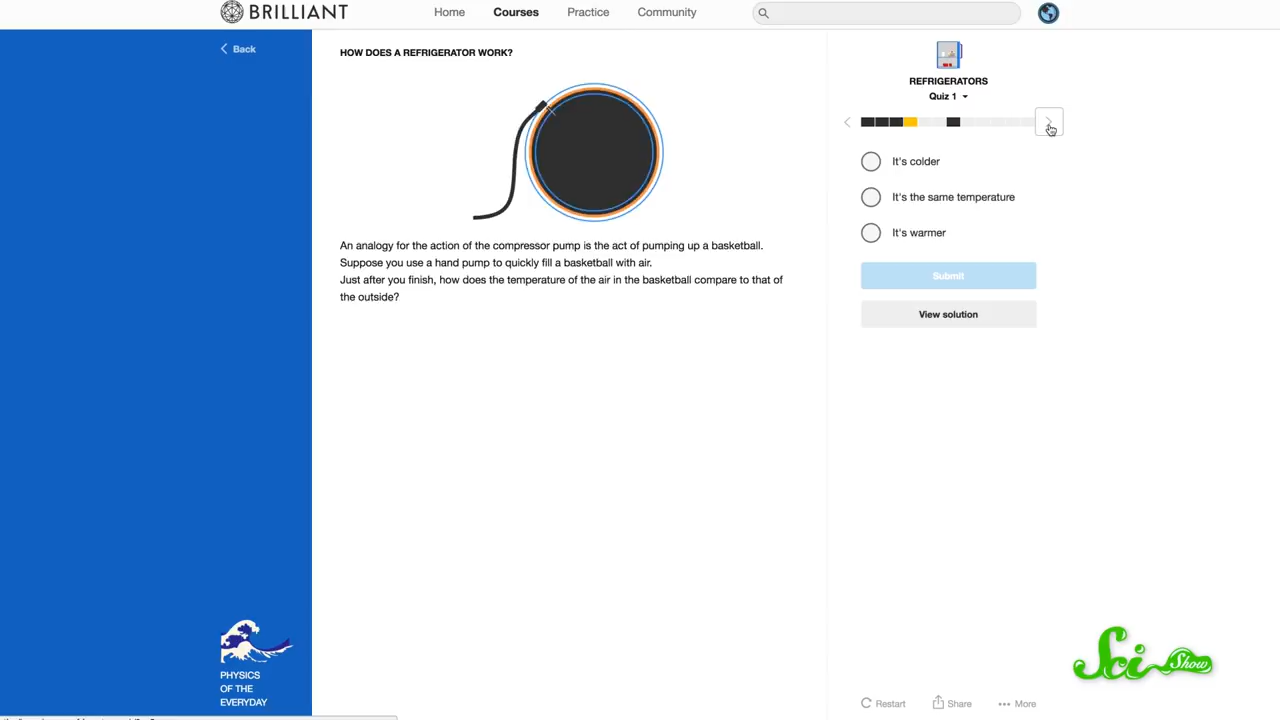 BRILLIANT
Home
Courses
Practice
Community
Back
HOW DOES A REFRIGERATOR WORK?
An analogy for the action of the compressor pump is the act of pumping up a basketball.
Suppose you use a hand pump to quickly fill a basketball with air.
Just after you finish, how does the temperature of the air in the basketball compare to that of
the outside?
REFRIGERATORS
Quiz 1
It's colder
It's the same temperature
It's warmer
Submit
View solution
PHYSICS
OF THE
EVERYDAY
Sci Show
Restart
Share
More